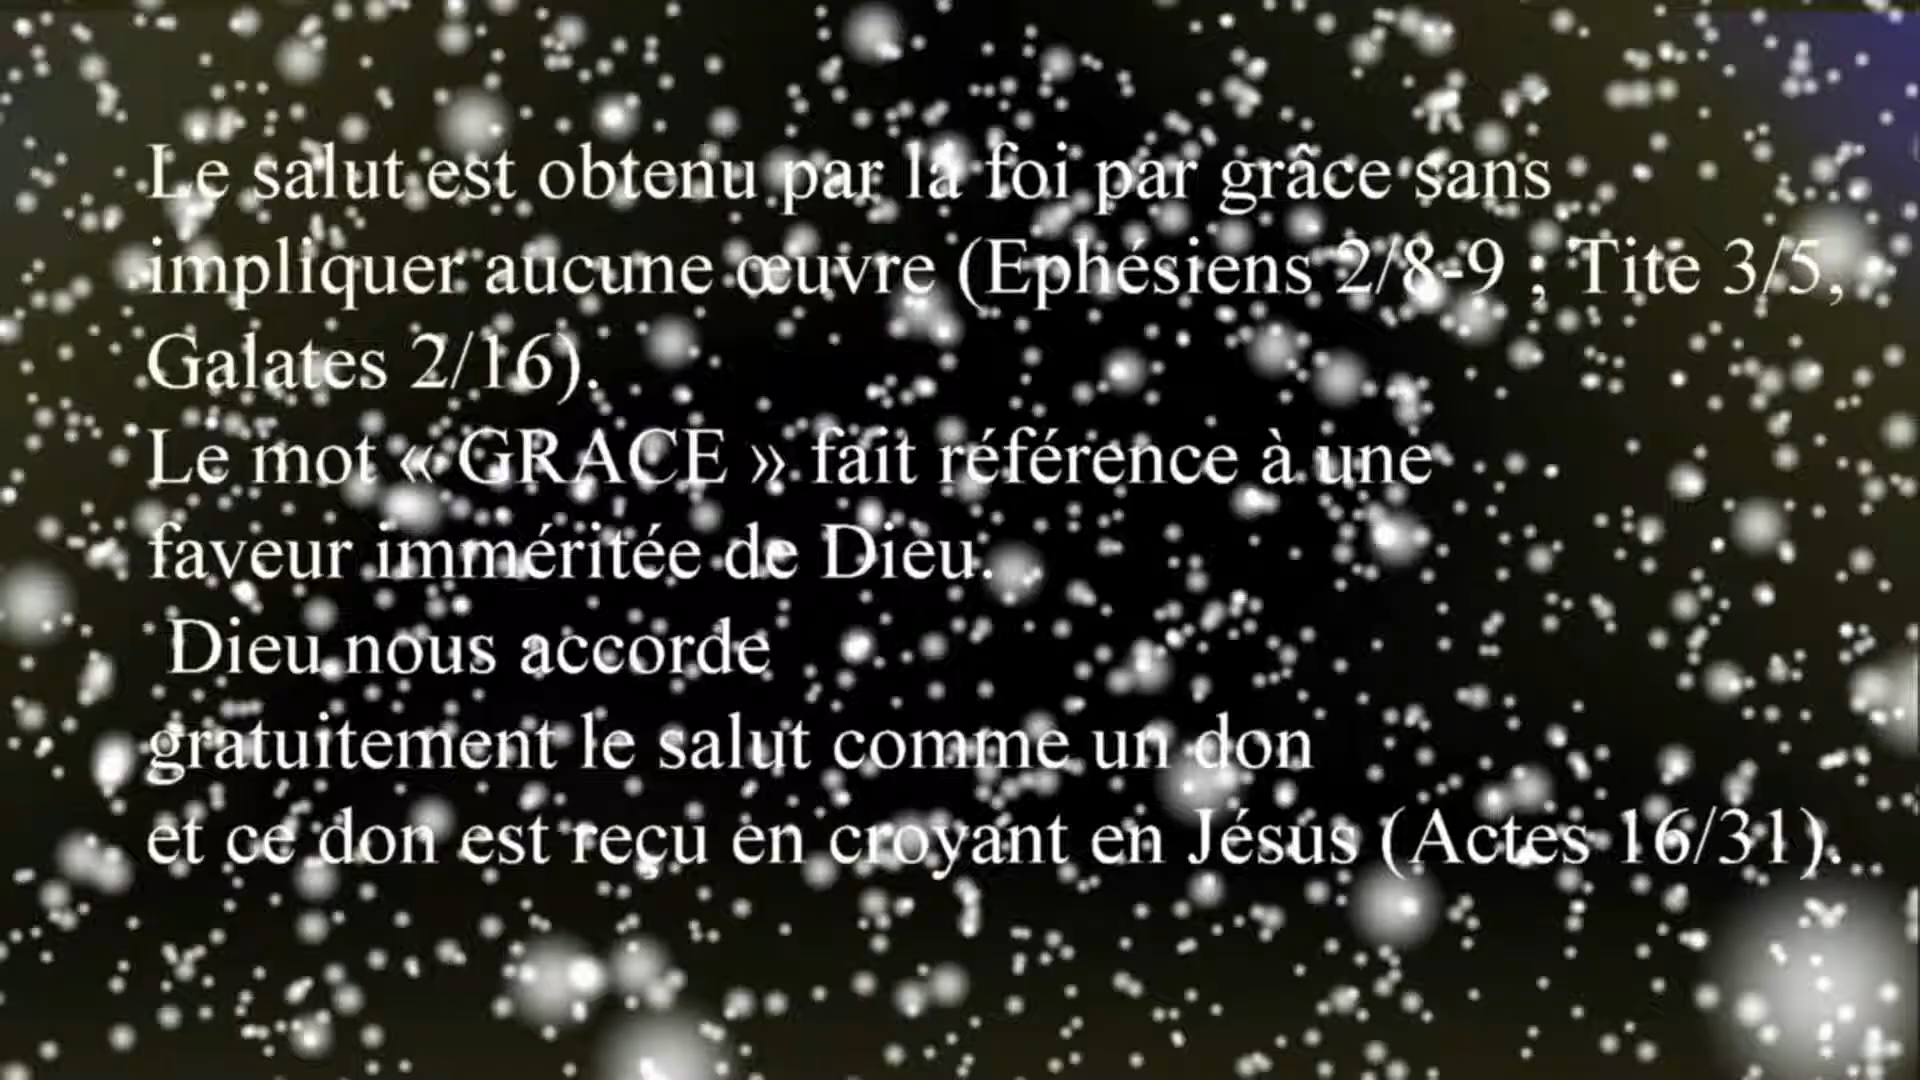 Le salut est obtenu par la foi par grâce sans
impliquer aucune œuvre (Ephésiens 2/8-9 ; Tite 3/5,
Galates 2/16).
Le mot « GRACE » fait référence à une
faveur imméritée de Dieu.
Dieu nous accorde
gratuitement le salut comme un don
et ce don est reçu en croyant en Jésus (Actes 16/31).